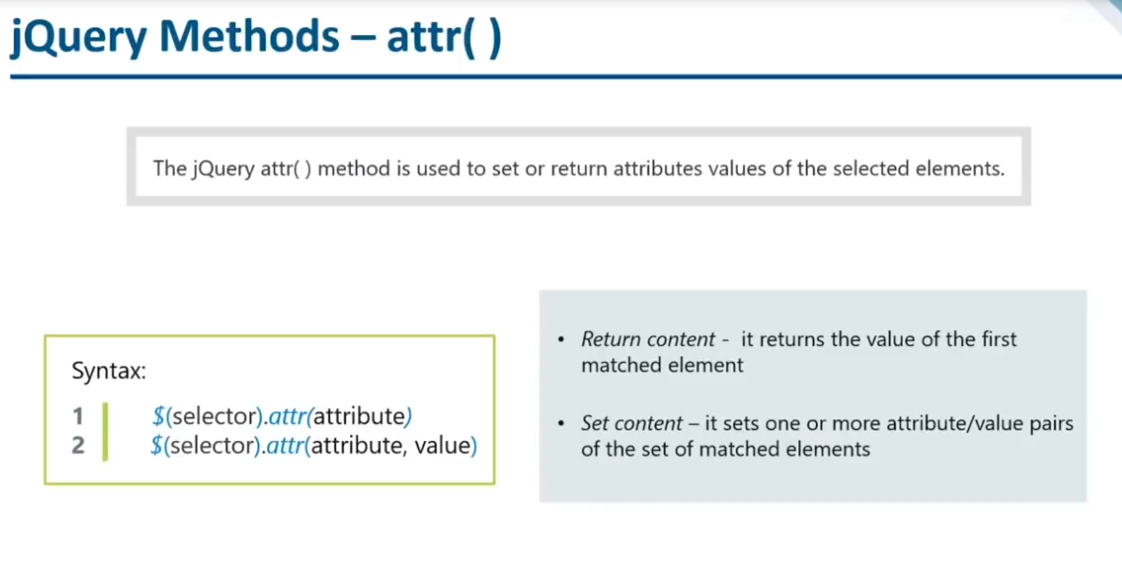 jQuery Methods – attr( )
The jQuery attr( ) method is used to set or return attributes values of the selected elements.
Syntax:
1 $(selector).attr(attribute)
2 $(selector).attr(attribute, value)
• Return content - it returns the value of the first
matched element
• Set content – it sets one or more attribute/value pairs
of the set of matched elements